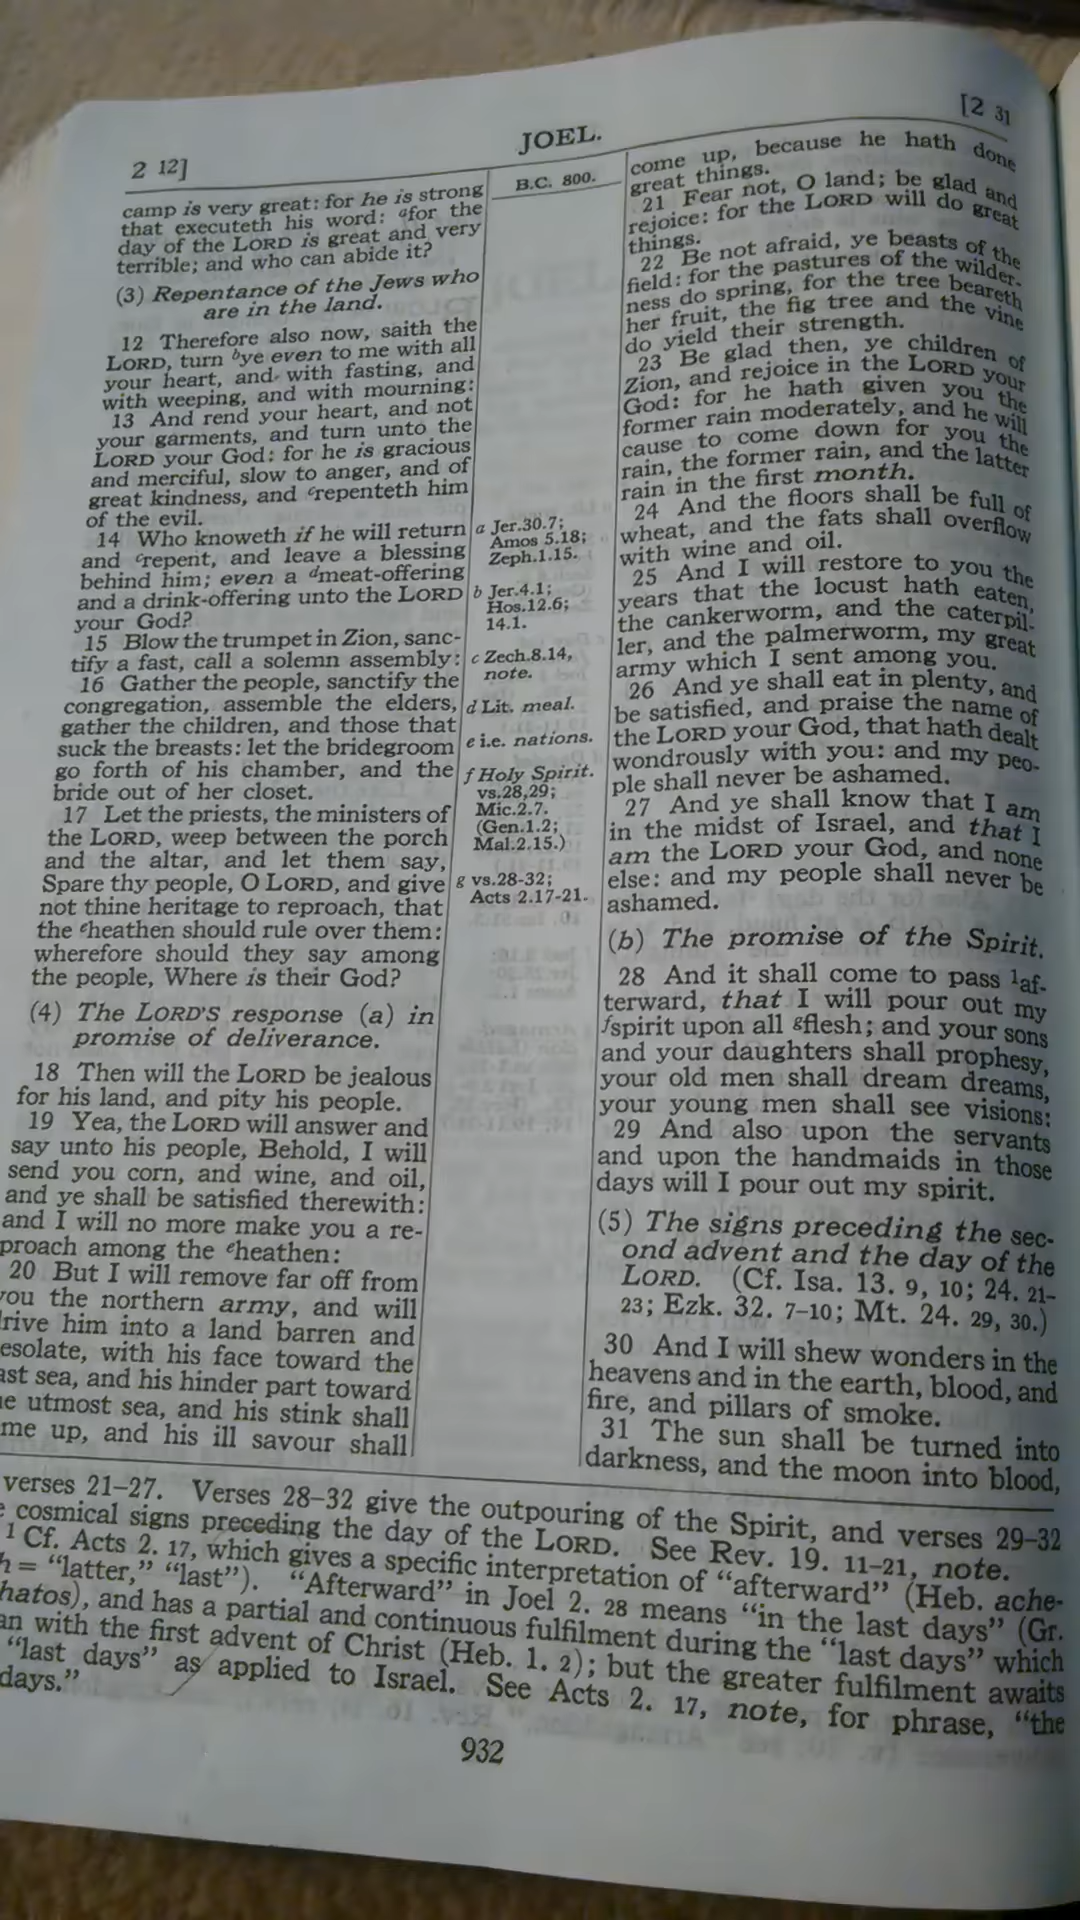 2 12]
JOEL.
[2 31
camp is very great: for he is strong
that executeth his word: ᵃfor the
day of the LORD is great and very
terrible; and who can abide it?
(3) Repentance of the Jews who
are in the land.
12 Therefore also now, saith the
LORD, turn ᵇye even to me with all
your heart, and with fasting, and
with weeping, and with mourning:
13 And rend your heart, and not
your garments, and turn unto the
LORD your God: for he is gracious
and merciful, slow to anger, and of
great kindness, and ᶜrepenteth him
of the evil.
14 Who knoweth if he will return
and ᶜrepent, and leave a blessing
behind him; even a ᵈmeat-offering
and a drink-offering unto the LORD
your God?
15 Blow the trumpet in Zion, sanc-
tify a fast, call a solemn assembly:
16 Gather the people, sanctify the
congregation, assemble the elders,
gather the children, and those that
suck the breasts: let the bridegroom
go forth of his chamber, and the
bride out of her closet.
17 Let the priests, the ministers of
the LORD, weep between the porch
and the altar, and let them say,
Spare thy people, O LORD, and give
not thine heritage to reproach, that
the ᵉheathen should rule over them:
wherefore should they say among
the people, Where is their God?
(4) The LORD'S response (a) in
promise of deliverance.
18 Then will the LORD be jealous
for his land, and pity his people.
19 Yea, the LORD will answer and
say unto his people, Behold, I will
send you corn, and wine, and oil,
and ye shall be satisfied therewith:
and I will no more make you a re-
proach among the ᵉheathen:
20 But I will remove far off from
you the northern army, and will
rive him into a land barren and
esolate, with his face toward the
ast sea, and his hinder part toward
e utmost sea, and his stink shall
me up, and his ill savour shall
B.C. 800.
a Jer.30.7;
Amos 5.18;
Zeph.1.15.
b Jer.4.1;
Hos.12.6;
14.1.
c Zech.8.14,
note.
d Lit. meal.
e i.e. nations.
f Holy Spirit.
vs.28,29;
Mic.2.7.
(Gen.1.2;
Mal.2.15.)
g vs.28-32;
Acts 2.17-21.
come up, because he hath done
great things.
21 Fear not, O land; be glad and
rejoice: for the LORD will do great
things.
22 Be not afraid, ye beasts of the
field: for the pastures of the wilder-
ness do spring, for the tree beareth
her fruit, the fig tree and the vine
do yield their strength.
23 Be glad then, ye children of
Zion, and rejoice in the LORD your
God: for he hath given you the
former rain moderately, and he will
cause to come down for you the
rain, the former rain, and the latter
rain in the first month.
24 And the floors shall be full of
wheat, and the fats shall overflow
with wine and oil.
25 And I will restore to you the
years that the locust hath eaten,
the cankerworm, and the caterpil-
ler, and the palmerworm, my great
army which I sent among you.
26 And ye shall eat in plenty, and
be satisfied, and praise the name of
the LORD your God, that hath dealt
wondrously with you: and my peo-
ple shall never be ashamed.
27 And ye shall know that I am
in the midst of Israel, and that I
am the LORD your God, and none
else: and my people shall never be
ashamed.
(b) The promise of the Spirit.
28 And it shall come to pass ¹af-
terward, that I will pour out my
ᶠspirit upon all ᵍflesh; and your sons
and your daughters shall prophesy,
your old men shall dream dreams,
your young men shall see visions:
29 And also upon the servants
and upon the handmaids in those
days will I pour out my spirit.
(5) The signs preceding the sec-
ond advent and the day of the
LORD. (Cf. Isa. 13. 9, 10; 24. 21-
23; Ezk. 32. 7-10; Mt. 24. 29, 30.)
30 And I will shew wonders in the
heavens and in the earth, blood, and
fire, and pillars of smoke.
31 The sun shall be turned into
darkness, and the moon into blood,
verses 21-27. Verses 28-32 give the outpouring of the Spirit, and verses 29-32
cosmical signs preceding the day of the LORD. See Rev. 19. 11-21, note.
1 Cf. Acts 2. 17, which gives a specific interpretation of "afterward" (Heb. ache-
h = "latter," "last"). "Afterward" in Joel 2. 28 means "in the last days" (Gr.
hatos), and has a partial and continuous fulfilment during the "last days" which
an with the first advent of Christ (Heb. 1. 2); but the greater fulfilment awaits
"last days" as applied to Israel. See Acts 2. 17, note, for phrase, "the
days."
932